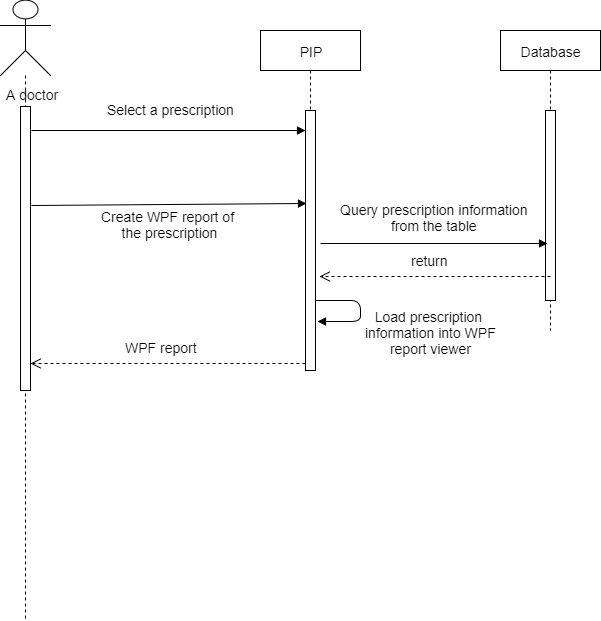 PIP
Database
A doctor
Select a prescription
Create WPF report of
the prescription
Query prescription information
from the table
return
Load prescription
information into WPF
report viewer
WPF report